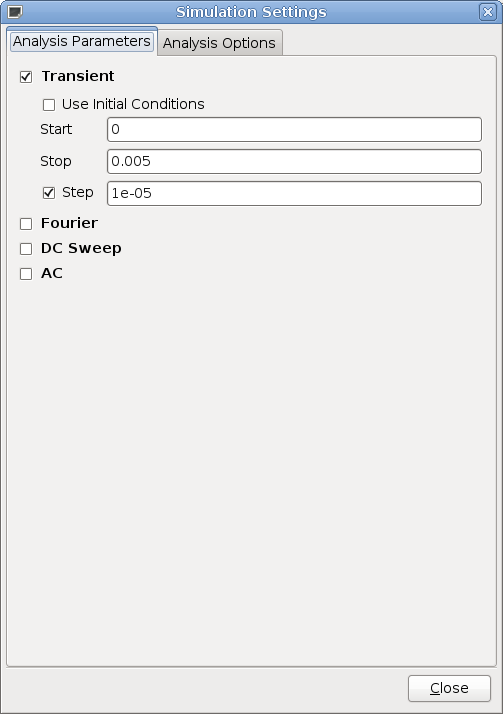 Simulation Settings
Analysis Parameters Analysis Options
Transient
Use Initial Conditions
Start 0
Stop 0.005
Step 1e-05
Fourier
DC Sweep
AC
Close